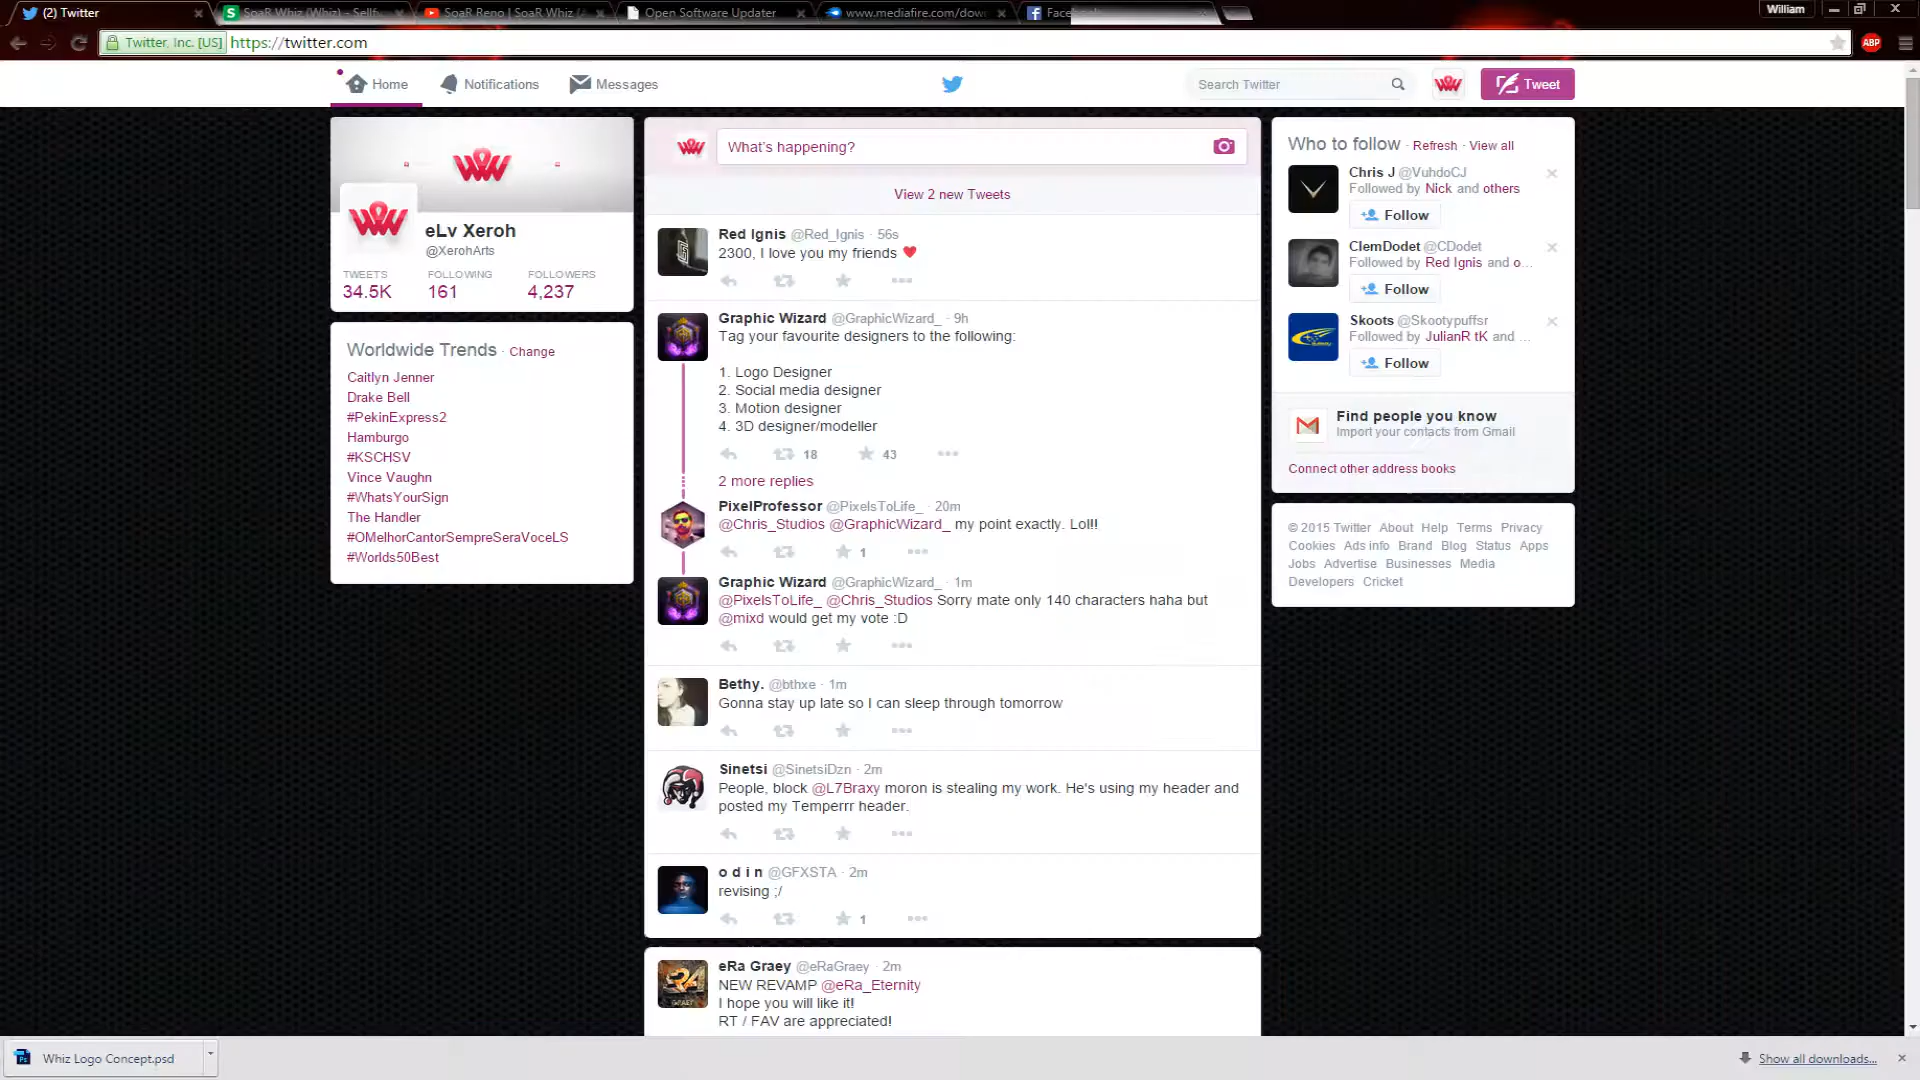 (2) Twitter
SoaR Whiz (Whiz) - Sellf
SoaR Reno | SoaR Whiz (
Open Software Updater
www.mediafire.com/dow
Faceb
William
Twitter, Inc. [US]
https://twitter.com
ABP
Home
Notifications
Messages
Search Twitter
Tweet
eLv Xeroh
@XerohArts
TWEETS FOLLOWING FOLLOWERS
34.5K 161 4,237
Worldwide Trends · Change
Caitlyn Jenner
Drake Bell
#PekinExpress2
Hamburgo
#KSCHSV
Vince Vaughn
#WhatsYourSign
The Handler
#OMelhorCantorSempreSeraVoceLS
#Worlds50Best
What's happening?
View 2 new Tweets
Red Ignis @Red_Ignis · 56s
2300, I love you my friends ❤
Graphic Wizard @GraphicWizard_ · 9h
Tag your favourite designers to the following:
1. Logo Designer
2. Social media designer
3. Motion designer
4. 3D designer/modeller
18 43
2 more replies
PixelProfessor @PixelsToLife_ · 20m
@Chris_Studios @GraphicWizard_ my point exactly. Lol!!
1
Graphic Wizard @GraphicWizard_ · 1m
@PixelsToLife_ @Chris_Studios Sorry mate only 140 characters haha but
@mixd would get my vote :D
Bethy. @bthxe · 1m
Gonna stay up late so I can sleep through tomorrow
Sinetsi @SinetsiDzn · 2m
People, block @L7Braxy moron is stealing my work. He's using my header and
posted my Temperrr header.
o d i n @GFXSTA · 2m
revising ;/
1
eRa Graey @eRaGraey · 2m
NEW REVAMP @eRa_Eternity
I hope you will like it!
RT / FAV are appreciated!
Who to follow · Refresh · View all
Chris J @VuhdoCJ
Followed by Nick and others
Follow
ClemDodet @CDodet
Followed by Red Ignis and o...
Follow
Skoots @Skootypuffsr
Followed by JulianR tK and ...
Follow
Find people you know
Import your contacts from Gmail
Connect other address books
© 2015 Twitter About Help Terms Privacy
Cookies Ads info Brand Blog Status Apps
Jobs Advertise Businesses Media
Developers Cricket
Whiz Logo Concept.psd
Show all downloads...